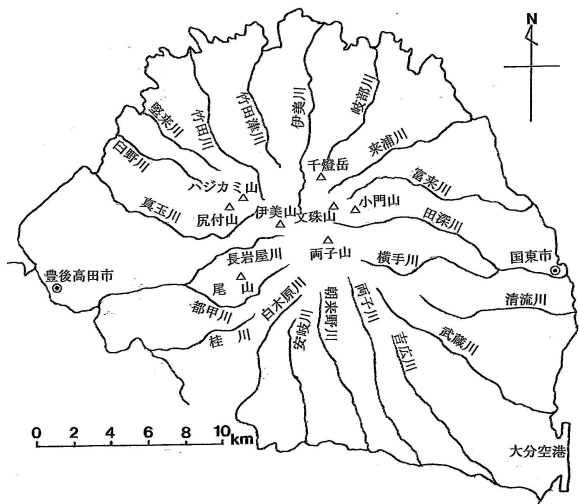 N
竪来川
竹田川
竹田津川
伊美川
岐部川
来浦川
臼野川
千燈岳
富来川
ハジカミ山
真玉川
尻付山
伊美山
文珠山
小門山
田深川
長岩屋川
両子山
横手川
国東市
豊後高田市
尾山
都甲川
白木原川
朝来野川
両子川
清流川
桂川
安岐川
吉広川
武蔵川
0 2 4 6 8 10km
大分空港